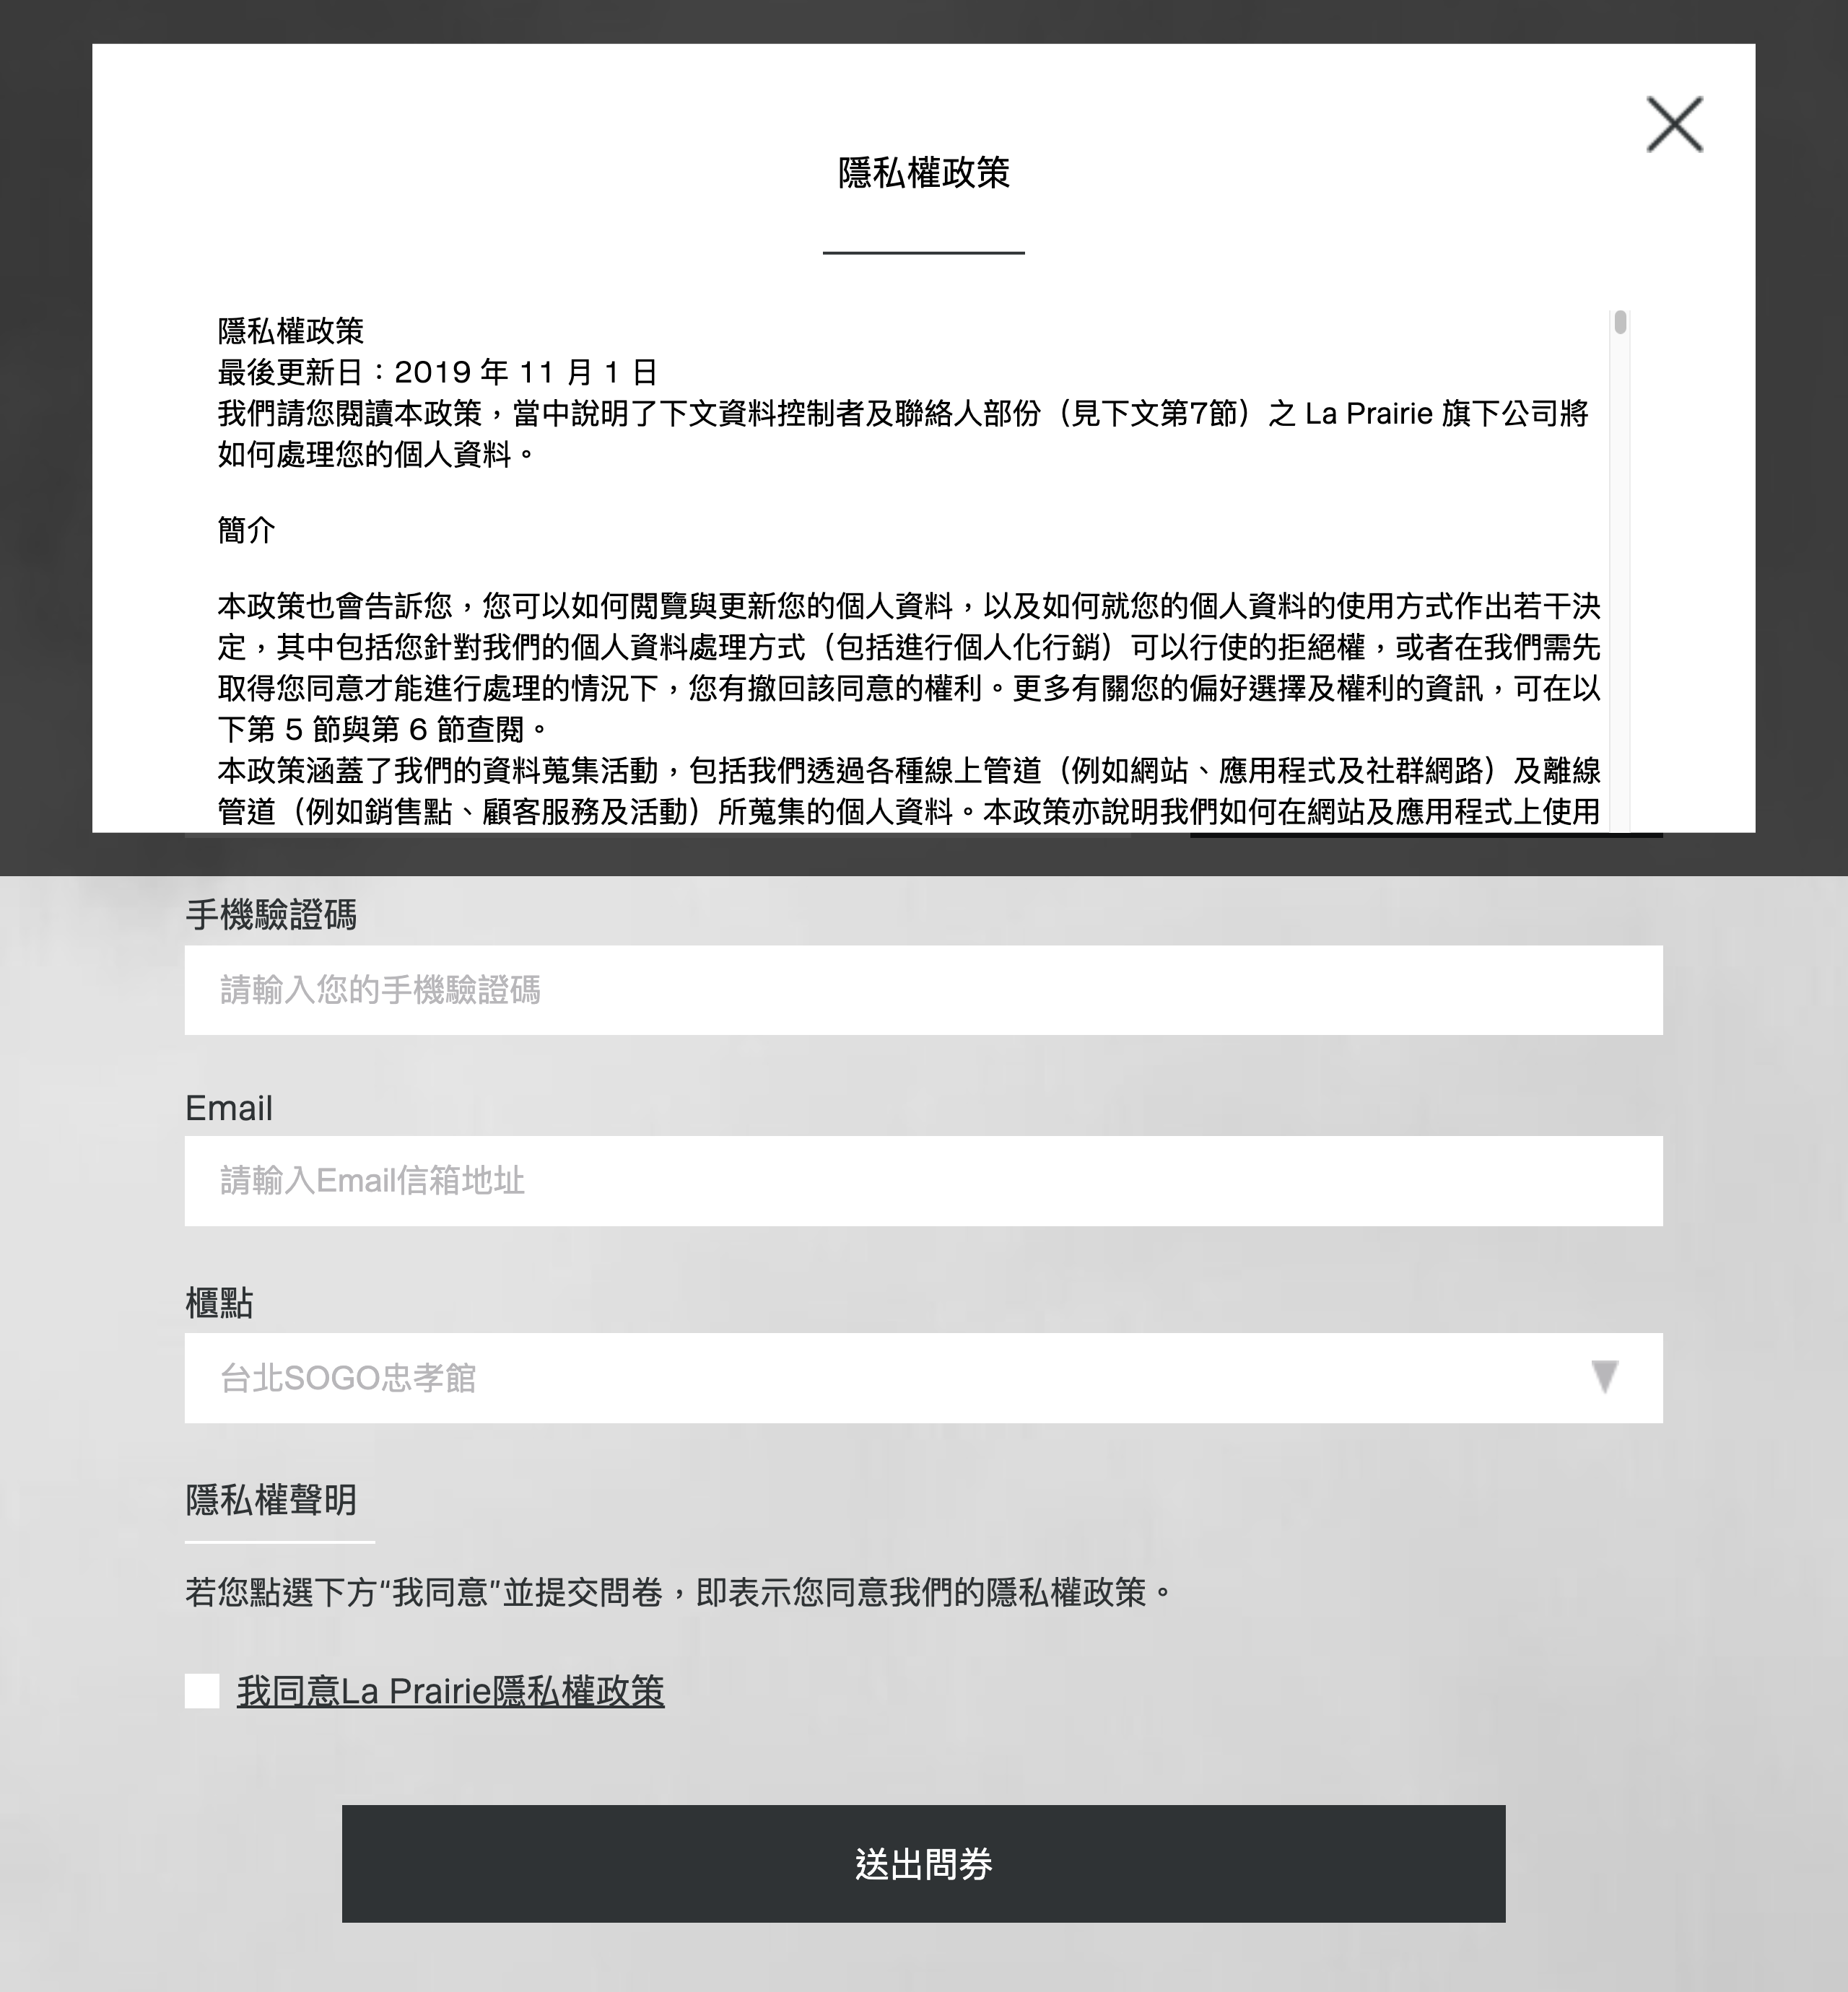 隱私權政策
隱私權政策
最後更新日：2019 年 11 月 1 日
我們請您閱讀本政策，當中說明了下文資料控制者及聯絡人部份（見下文第7節）之 La Prairie 旗下公司將
如何處理您的個人資料。
簡介
本政策也會告訴您，您可以如何閱覽與更新您的個人資料，以及如何就您的個人資料的使用方式作出若干決
定，其中包括您針對我們的個人資料處理方式（包括進行個人化行銷）可以行使的拒絕權，或者在我們需先
取得您同意才能進行處理的情況下，您有撤回該同意的權利。更多有關您的偏好選擇及權利的資訊，可在以
下第 5 節與第 6 節查閱。
本政策涵蓋了我們的資料蒐集活動，包括我們透過各種線上管道（例如網站、應用程式及社群網路）及離線
管道（例如銷售點、顧客服務及活動）所蒐集的個人資料。本政策亦說明我們如何在網站及應用程式上使用
手機驗證碼
請輸入您的手機驗證碼
Email
請輸入Email信箱地址
櫃點
台北SOGO忠孝館
隱私權聲明
若您點選下方“我同意”並提交問卷，即表示您同意我們的隱私權政策。
我同意La Prairie隱私權政策
送出問券